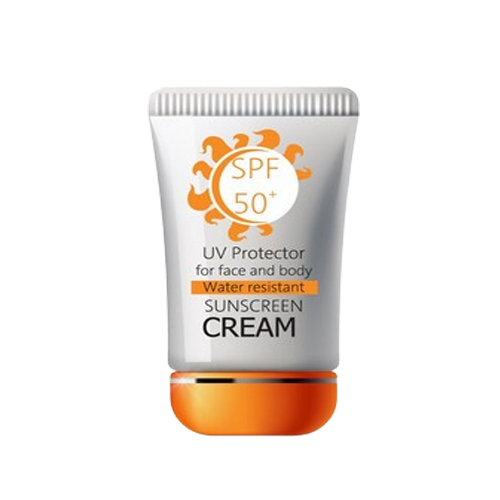 SPF
50+
UV Protector
for face and body
Water resistant
SUNSCREEN
CREAM